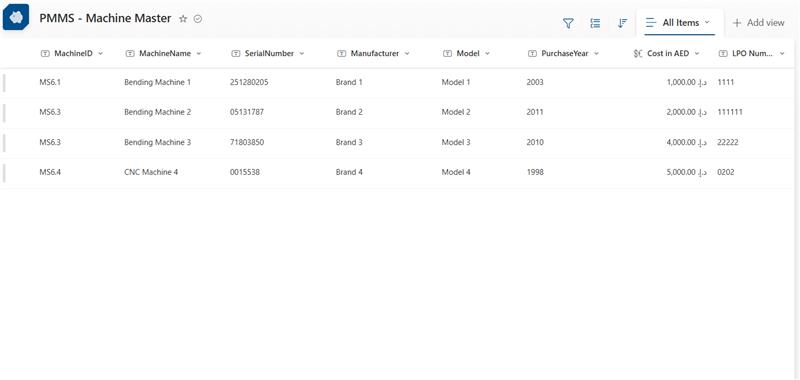 PMMS - Machine Master
All Items
Add view
MachineID MachineName SerialNumber Manufacturer Model PurchaseYear Cost in AED LPO Num...
MS6.1 Bending Machine 1 251280205 Brand 1 Model 1 2003 د.إ. 1,000.00 1111
MS6.3 Bending Machine 2 05131787 Brand 2 Model 2 2011 د.إ. 2,000.00 111111
MS6.3 Bending Machine 3 71803850 Brand 3 Model 3 2010 د.إ. 4,000.00 22222
MS6.4 CNC Machine 4 0015538 Brand 4 Model 4 1998 د.إ. 5,000.00 0202